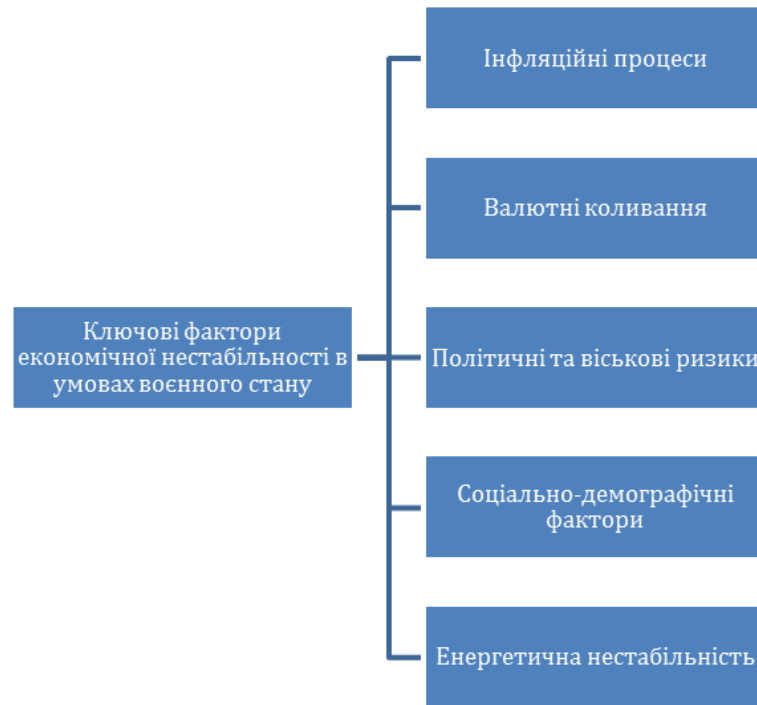 Інфляційні процеси
Валютні коливання
Ключові фактори
економічної нестабільності в
умовах воєнного стану
Політичні та віськові ризики
Соціально-демографічні
фактори
Енергетична нестабільність